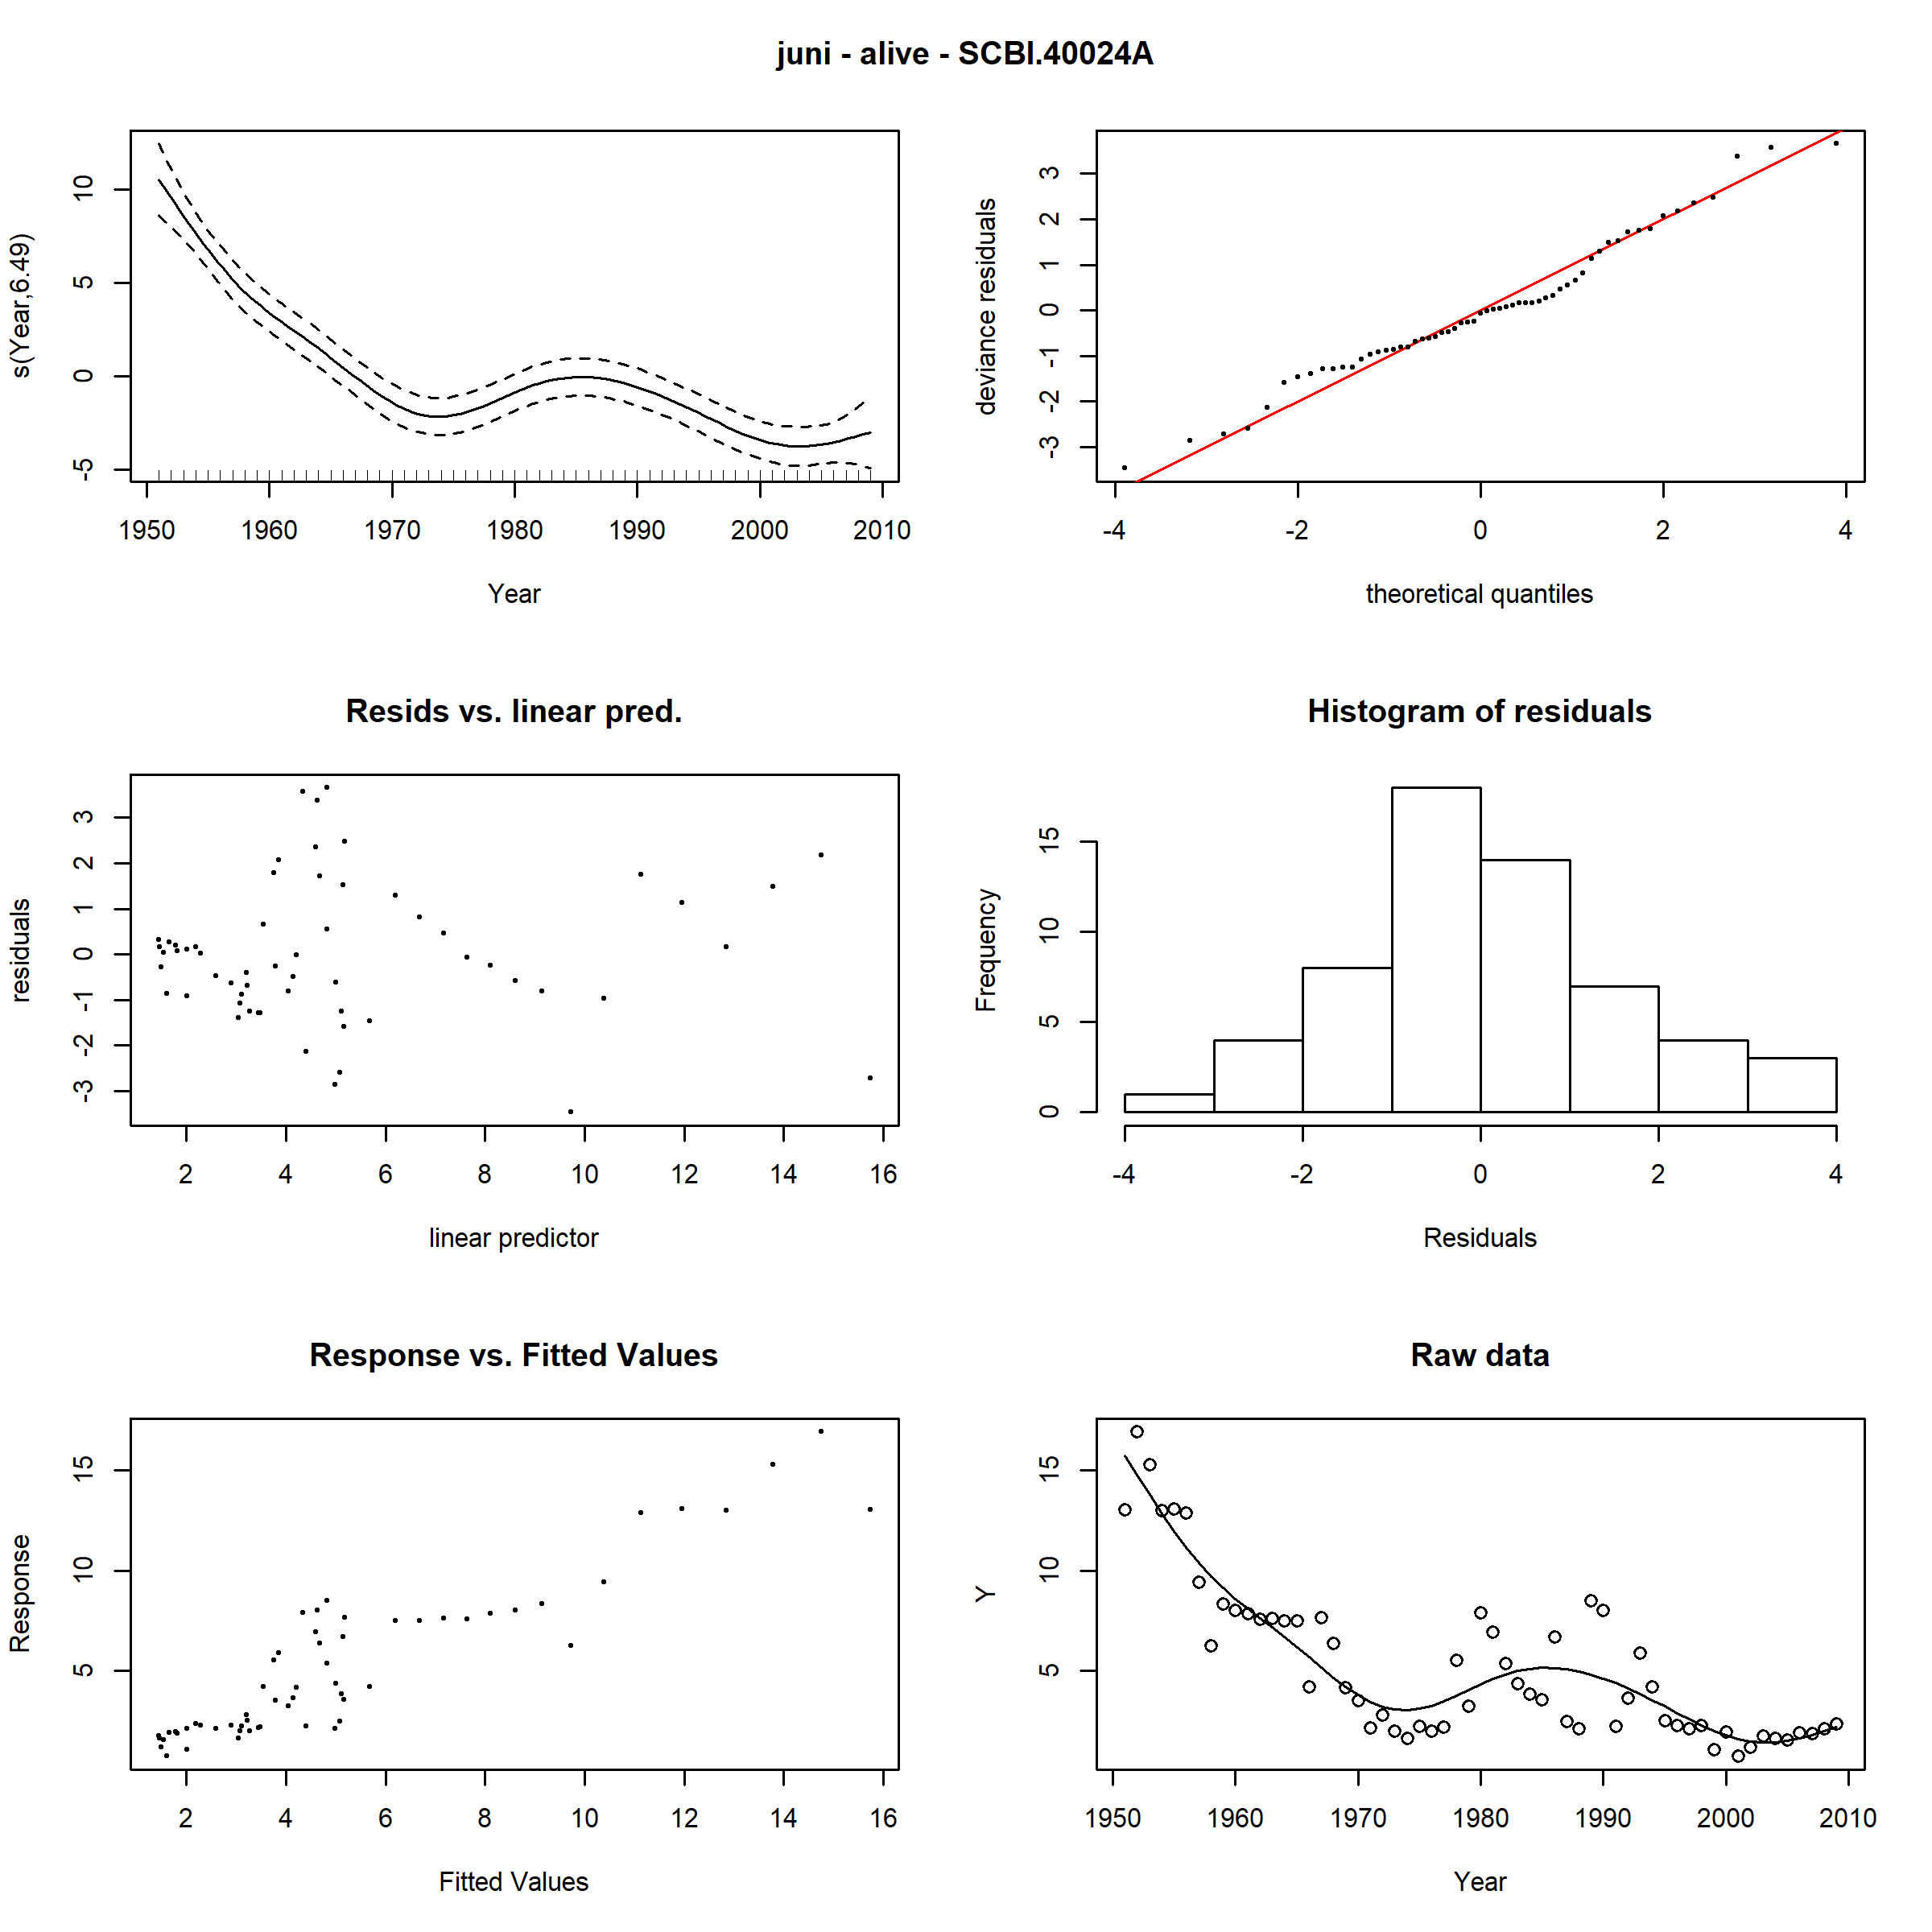 juni - alive - SCBI.40024A
s(Year,6.49)
-5 0 5 10
1950 1960 1970 1980 1990 2000 2010
Year
deviance residuals
-3 -2 -1 0 1 2 3
-4 -2 0 2 4
theoretical quantiles
Resids vs. linear pred.
residuals
-3 -2 -1 0 1 2 3
2 4 6 8 10 12 14 16
linear predictor
Histogram of residuals
Frequency
0 5 10 15
-4 -2 0 2 4
Residuals
Response vs. Fitted Values
Response
5 10 15
2 4 6 8 10 12 14 16
Fitted Values
Raw data
Y
5 10 15
1950 1960 1970 1980 1990 2000 2010
Year